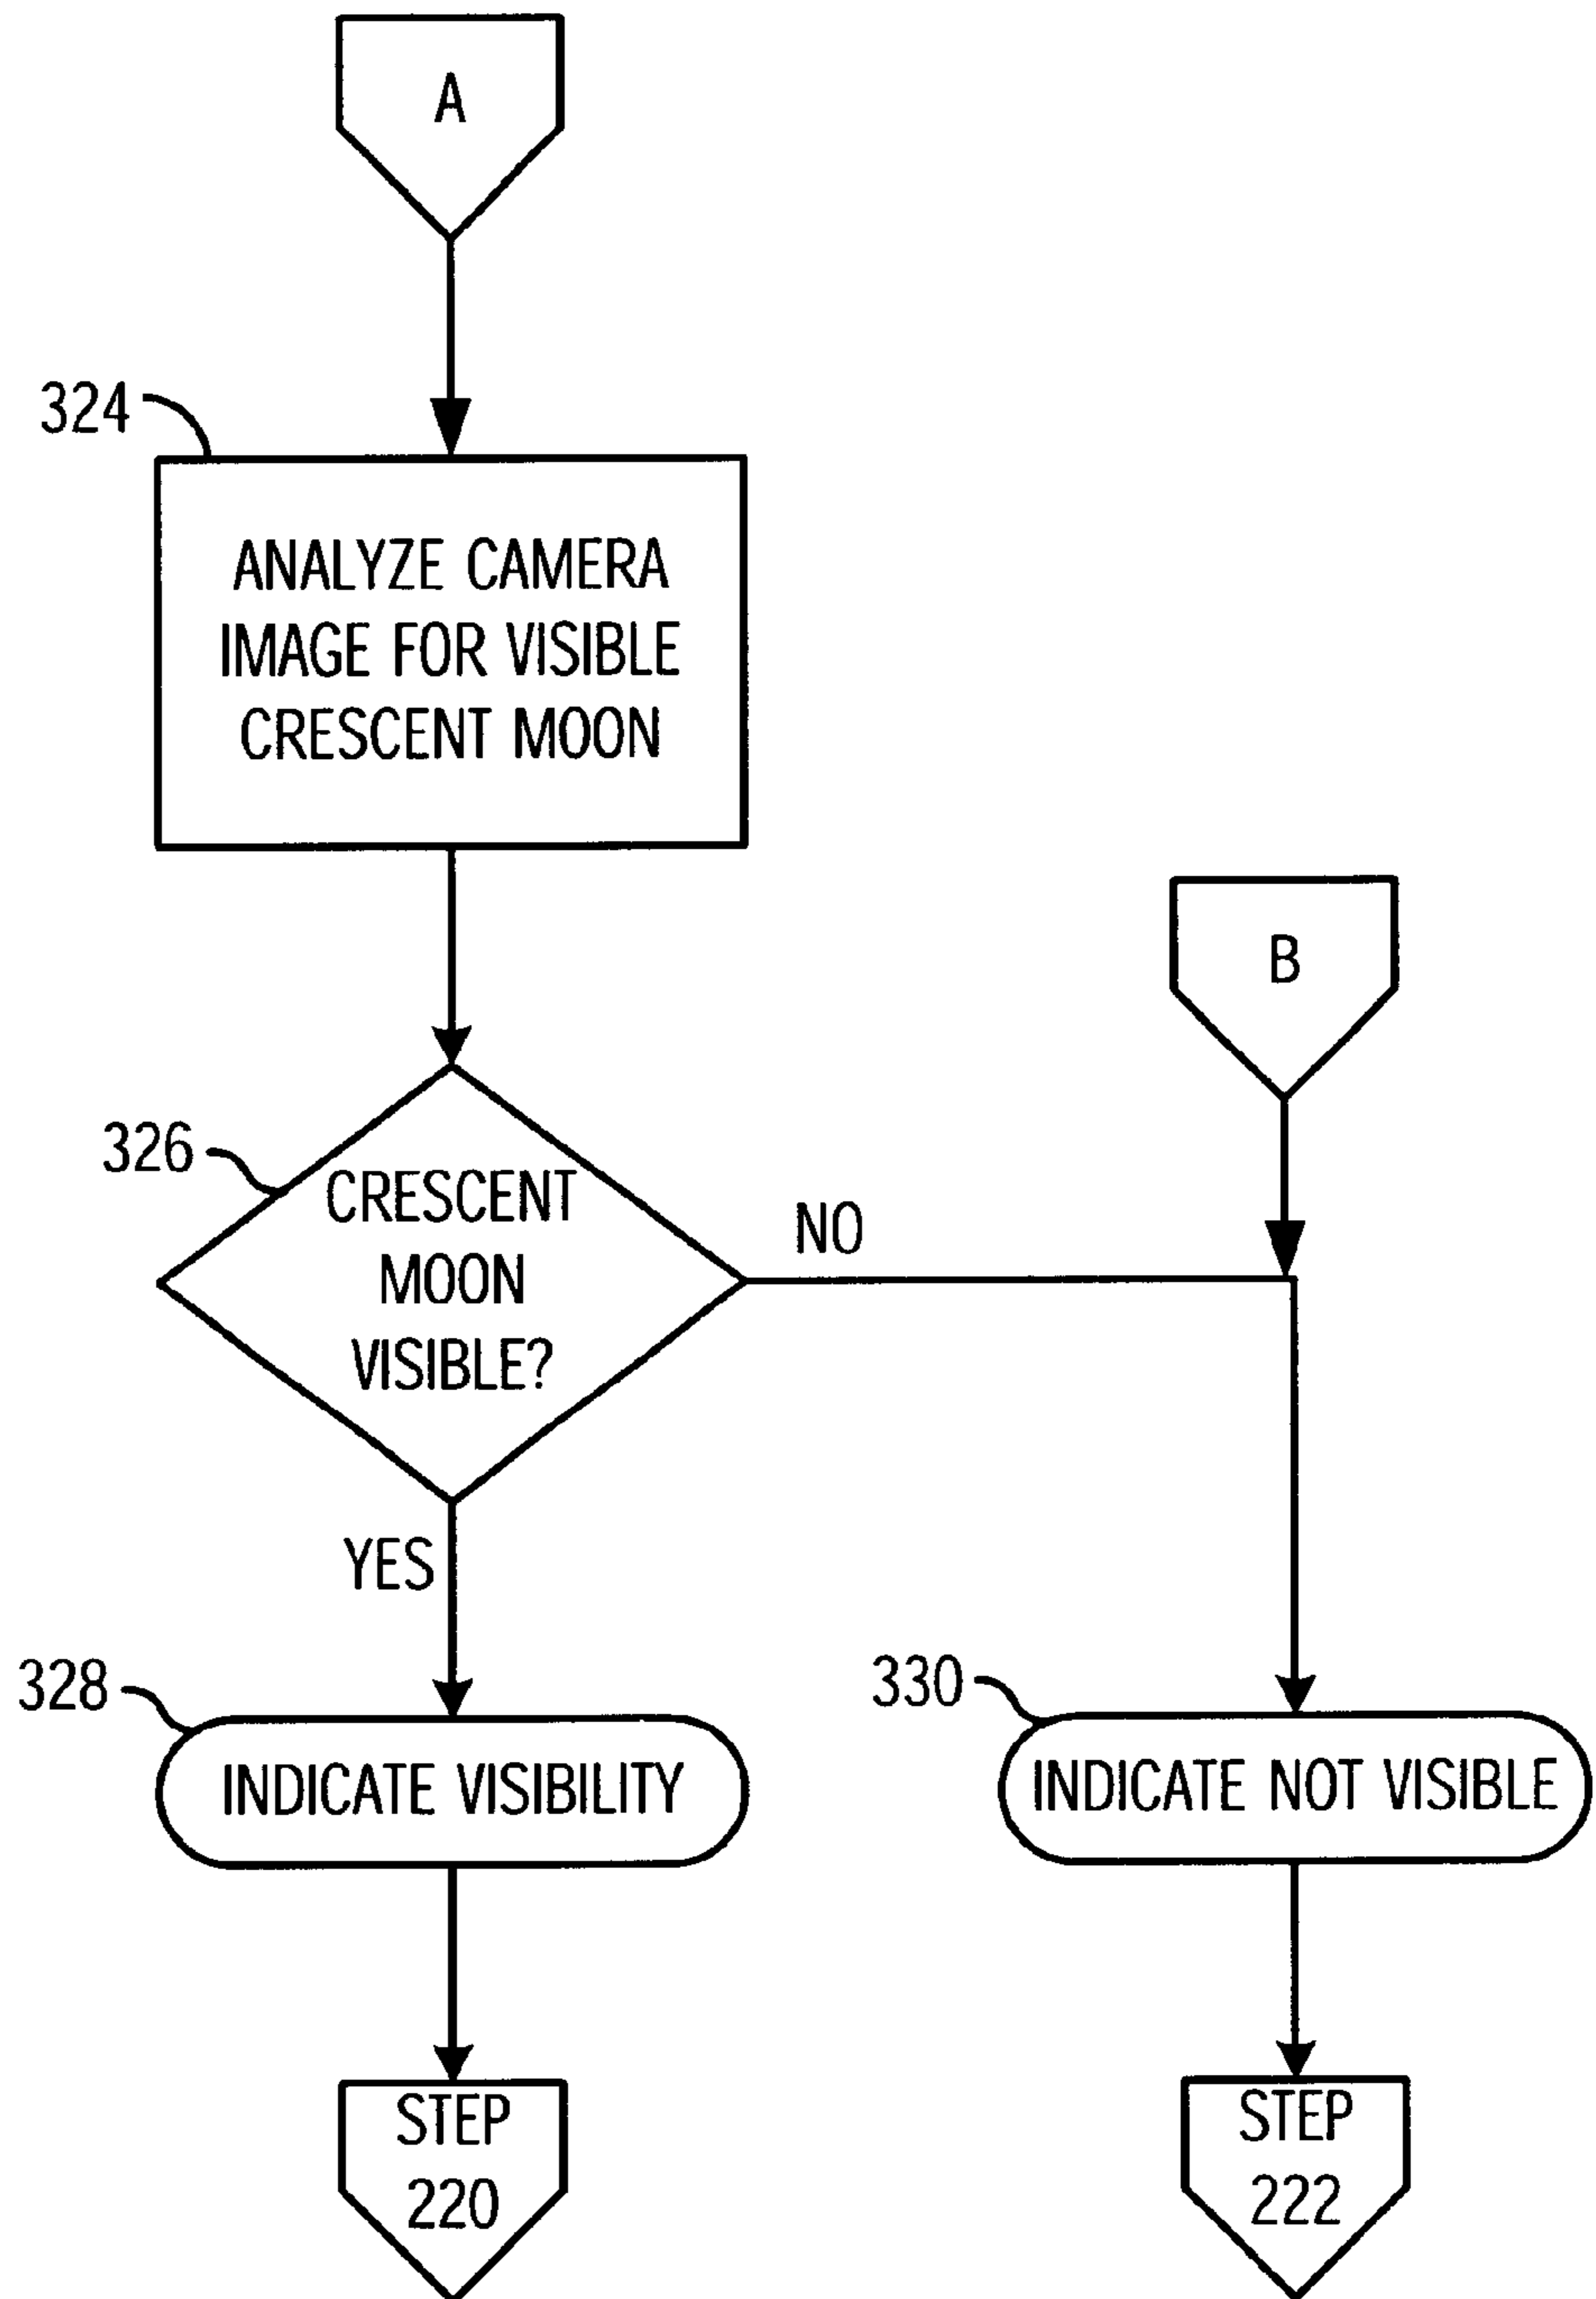 A
324
ANALYZE CAMERA
IMAGE FOR VISIBLE
CRESCENT MOON
B
326
CRESCENT
MOON
VISIBLE?
NO
YES
328
INDICATE VISIBILITY
330
INDICATE NOT VISIBLE
STEP
220
STEP
222